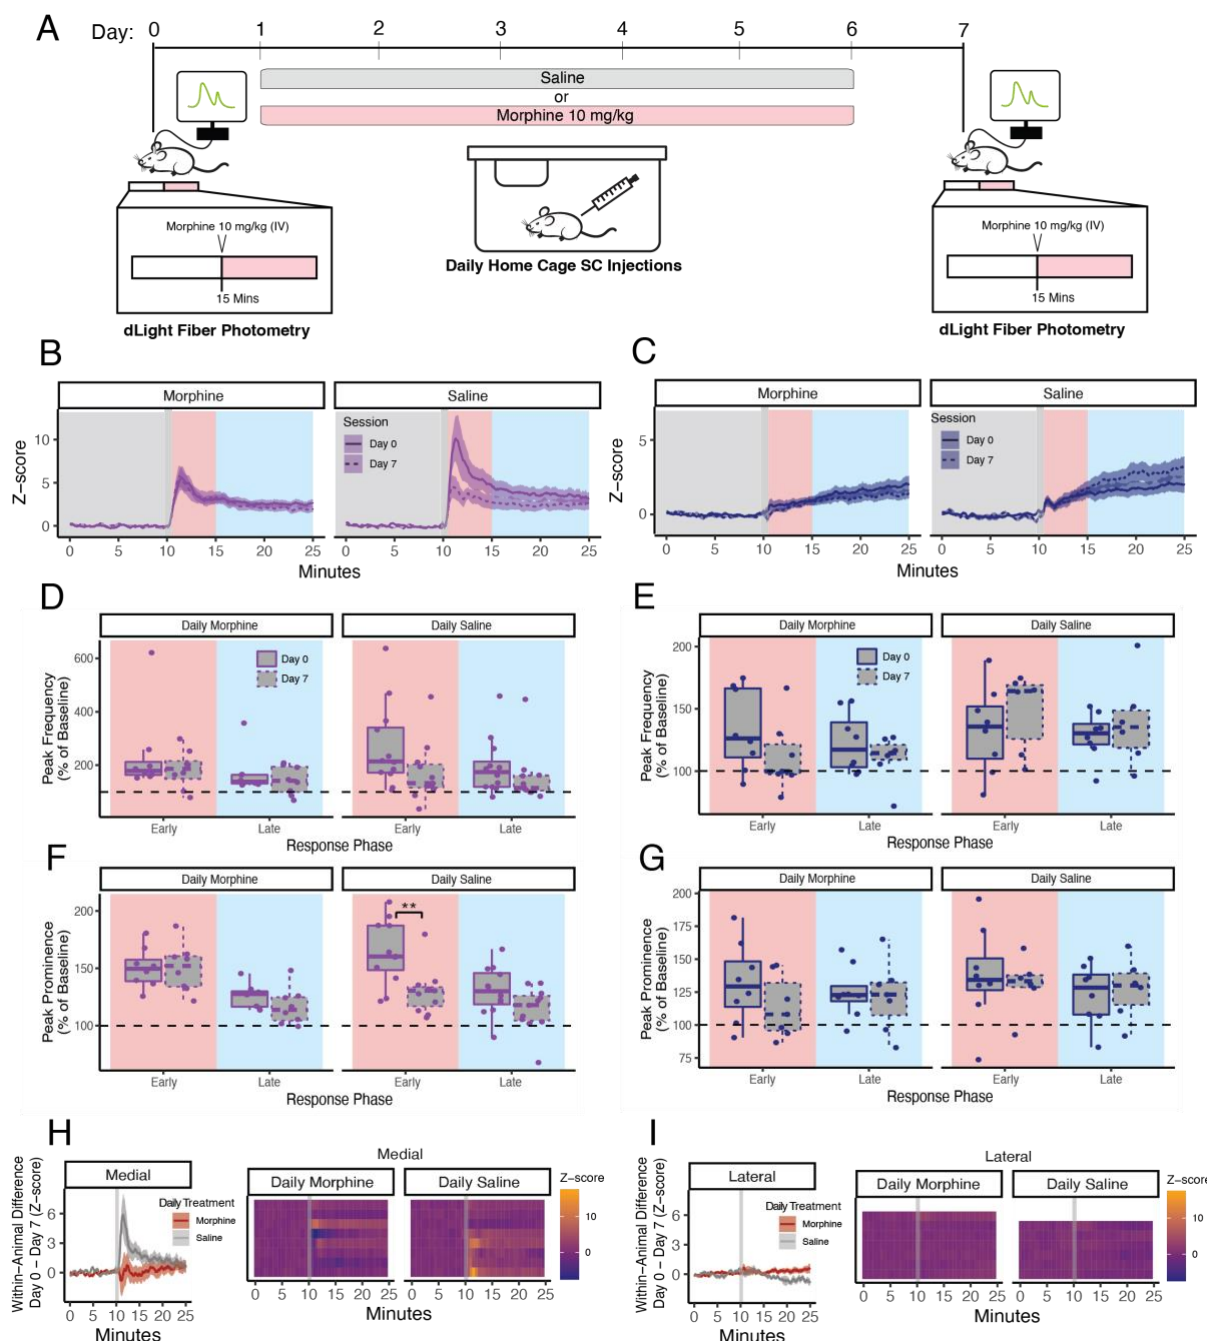 A
Day: 0 1 2 3 4 5 6 7
Saline
or
Morphine 10 mg/kg
Morphine 10 mg/kg (IV)
15 Mins
dLight Fiber Photometry
Daily Home Cage SC Injections
Morphine 10 mg/kg (IV)
15 Mins
dLight Fiber Photometry
B
Morphine
Saline
Session
Day 0
Day 7
Z-score
10
5
0
0 5 10 15 20 25
0 5 10 15 20 25
Minutes
C
Morphine
Saline
Session
Day 0
Day 7
Z-score
5
0
0 5 10 15 20 25
0 5 10 15 20 25
Minutes
D
Daily Morphine
Daily Saline
Day 0
Day 7
Peak Frequency
(% of Baseline)
600
400
200
Early Late
Early Late
Response Phase
E
Daily Morphine
Daily Saline
Day 0
Day 7
Peak Frequency
(% of Baseline)
200
150
100
Early Late
Early Late
Response Phase
F
Daily Morphine
Daily Saline
**
Peak Prominence
(% of Baseline)
200
150
100
Early Late
Early Late
Response Phase
G
Daily Morphine
Daily Saline
Peak Prominence
(% of Baseline)
200
175
150
125
100
75
Early Late
Early Late
Response Phase
H
Medial
Within-Animal Difference
Day 0 - Day 7 (Z-score)
6
3
0
Daily Treatment
Morphine
Saline
0 5 10 15 20 25
Minutes
Medial
Daily Morphine
Daily Saline
Z-score
10
0
0 5 10 15 20 25
0 5 10 15 20 25
Minutes
I
Lateral
Within-Animal Difference
Day 0 - Day 7 (Z-score)
6
3
0
Daily Treatment
Morphine
Saline
0 5 10 15 20 25
Minutes
Lateral
Daily Morphine
Daily Saline
Z-score
10
0
0 5 10 15 20 25
0 5 10 15 20 25
Minutes